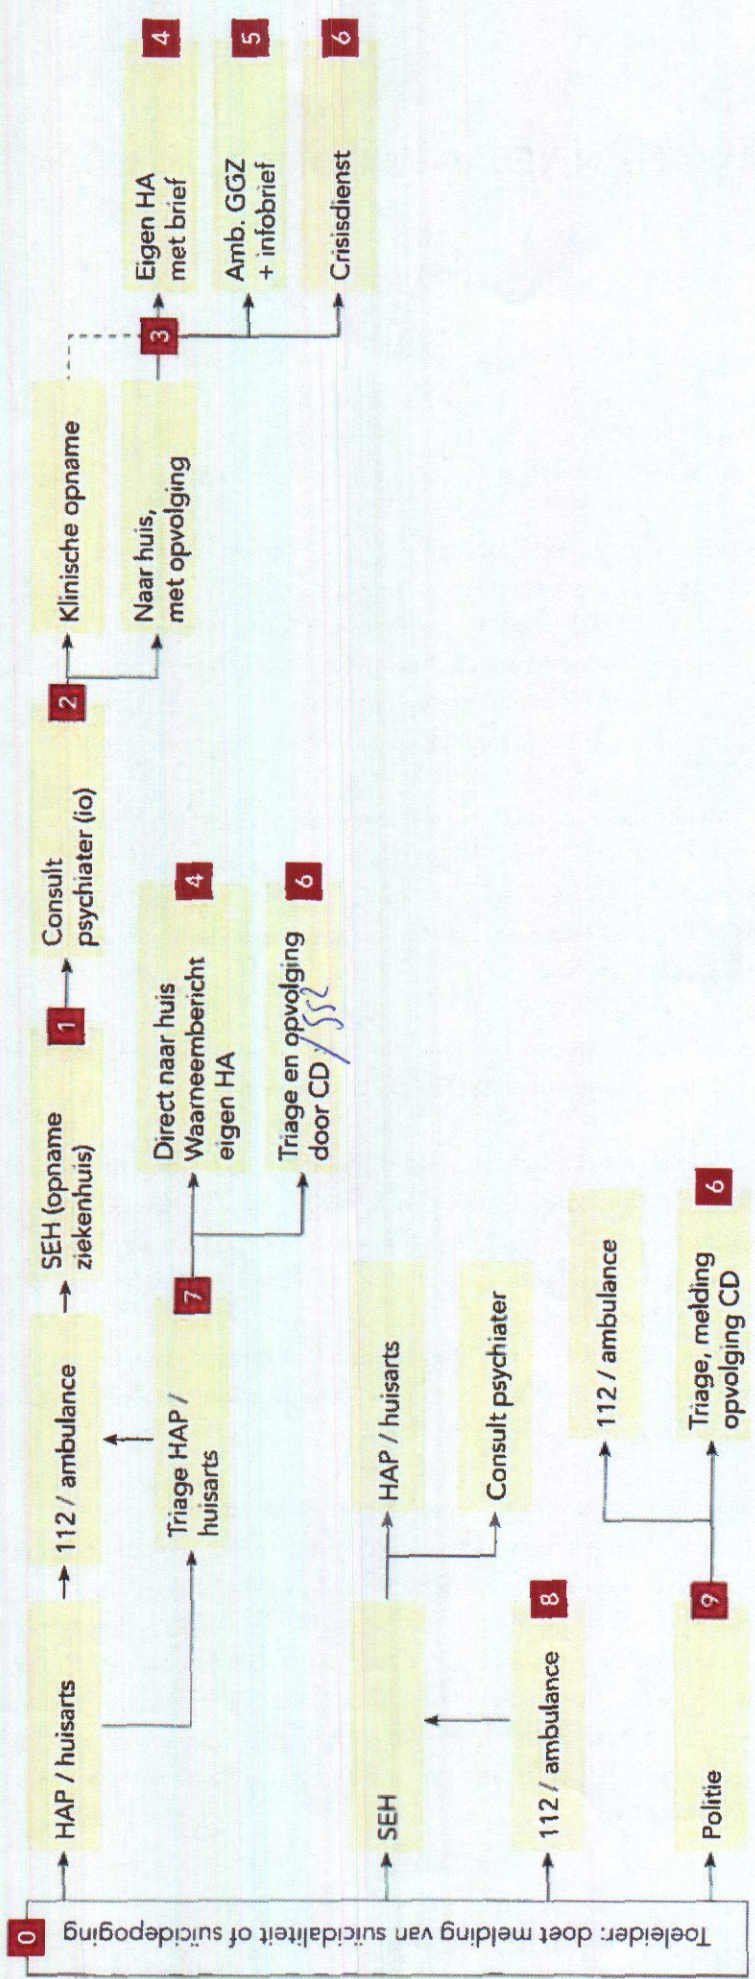 0
Toeleider: doet melding van suïcidaliteit of suïcidepoging
HAP / huisarts
112 / ambulance
SEH (opname
ziekenhuis)
1
Consult
psychiater (io)
2
Klinische opname
Naar huis,
met opvolging
3
Eigen HA
met brief
4
Amb. GGZ
+ infobrief
5
Crisisdienst
6
Triage HAP /
huisarts
7
Direct naar huis
Waarneembericht
eigen HA
4
Triage en opvolging
door CD
6
SEH
HAP / huisarts
Consult psychiater
112 / ambulance
8
Politie
9
112 / ambulance
Triage, melding
opvolging CD
6